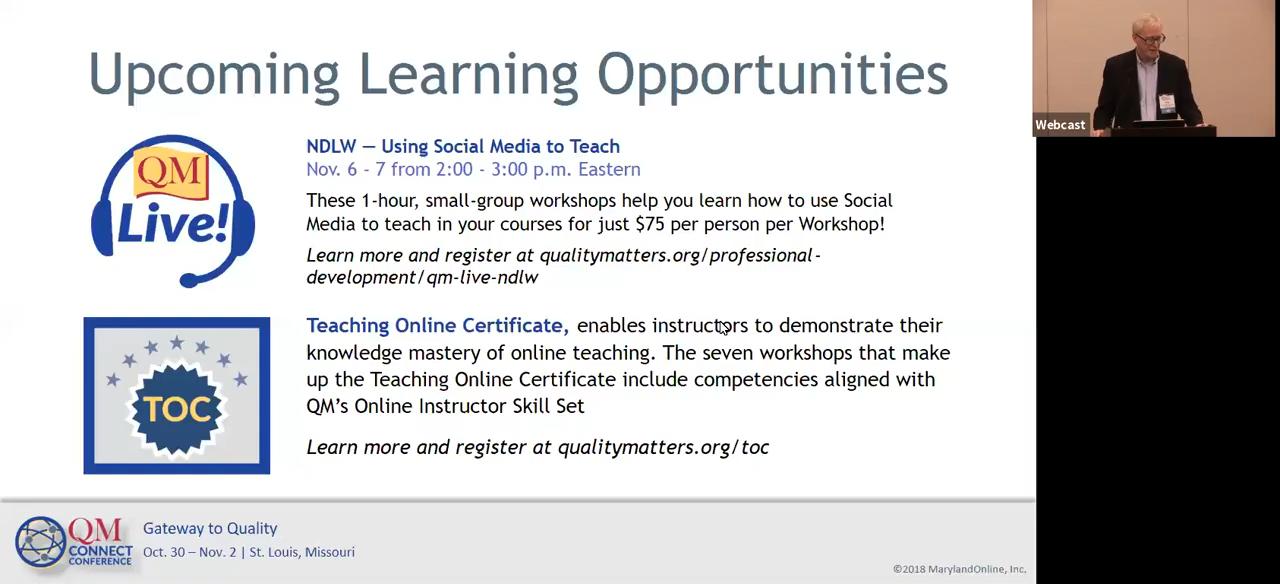 Upcoming Learning Opportunities
Webcast
QM
Live!
NDLW — Using Social Media to Teach
Nov. 6 - 7 from 2:00 - 3:00 p.m. Eastern
These 1-hour, small-group workshops help you learn how to use Social
Media to teach in your courses for just $75 per person per Workshop!
Learn more and register at qualitymatters.org/professional-
development/qm-live-ndlw
TOC
Teaching Online Certificate, enables instructors to demonstrate their
knowledge mastery of online teaching. The seven workshops that make
up the Teaching Online Certificate include competencies aligned with
QM's Online Instructor Skill Set
Learn more and register at qualitymatters.org/toc
QM
CONNECT
CONFERENCE
Gateway to Quality
Oct. 30 – Nov. 2 | St. Louis, Missouri
©2018 MarylandOnline, Inc.